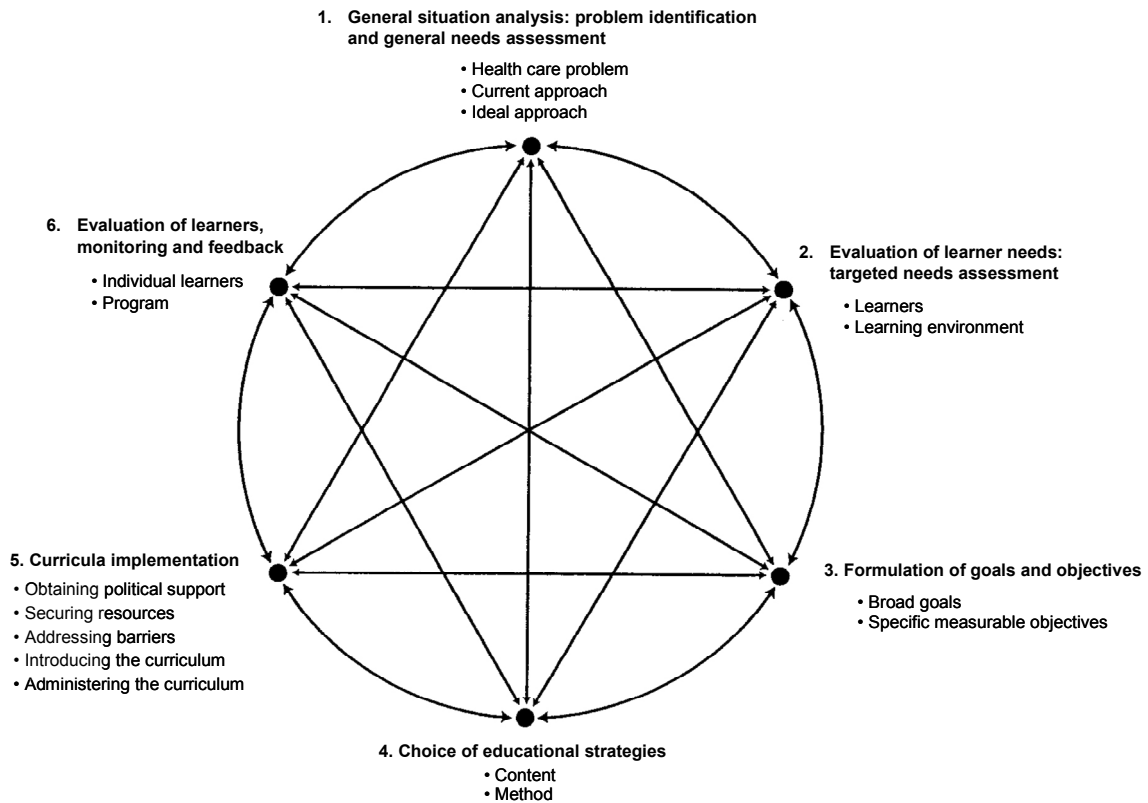 1. General situation analysis: problem identification
and general needs assessment
• Health care problem
• Current approach
• Ideal approach
2. Evaluation of learner needs:
targeted needs assessment
• Learners
• Learning environment
3. Formulation of goals and objectives
• Broad goals
• Specific measurable objectives
4. Choice of educational strategies
• Content
• Method
5. Curricula implementation
• Obtaining political support
• Securing resources
• Addressing barriers
• Introducing the curriculum
• Administering the curriculum
6. Evaluation of learners,
monitoring and feedback
• Individual learners
• Program